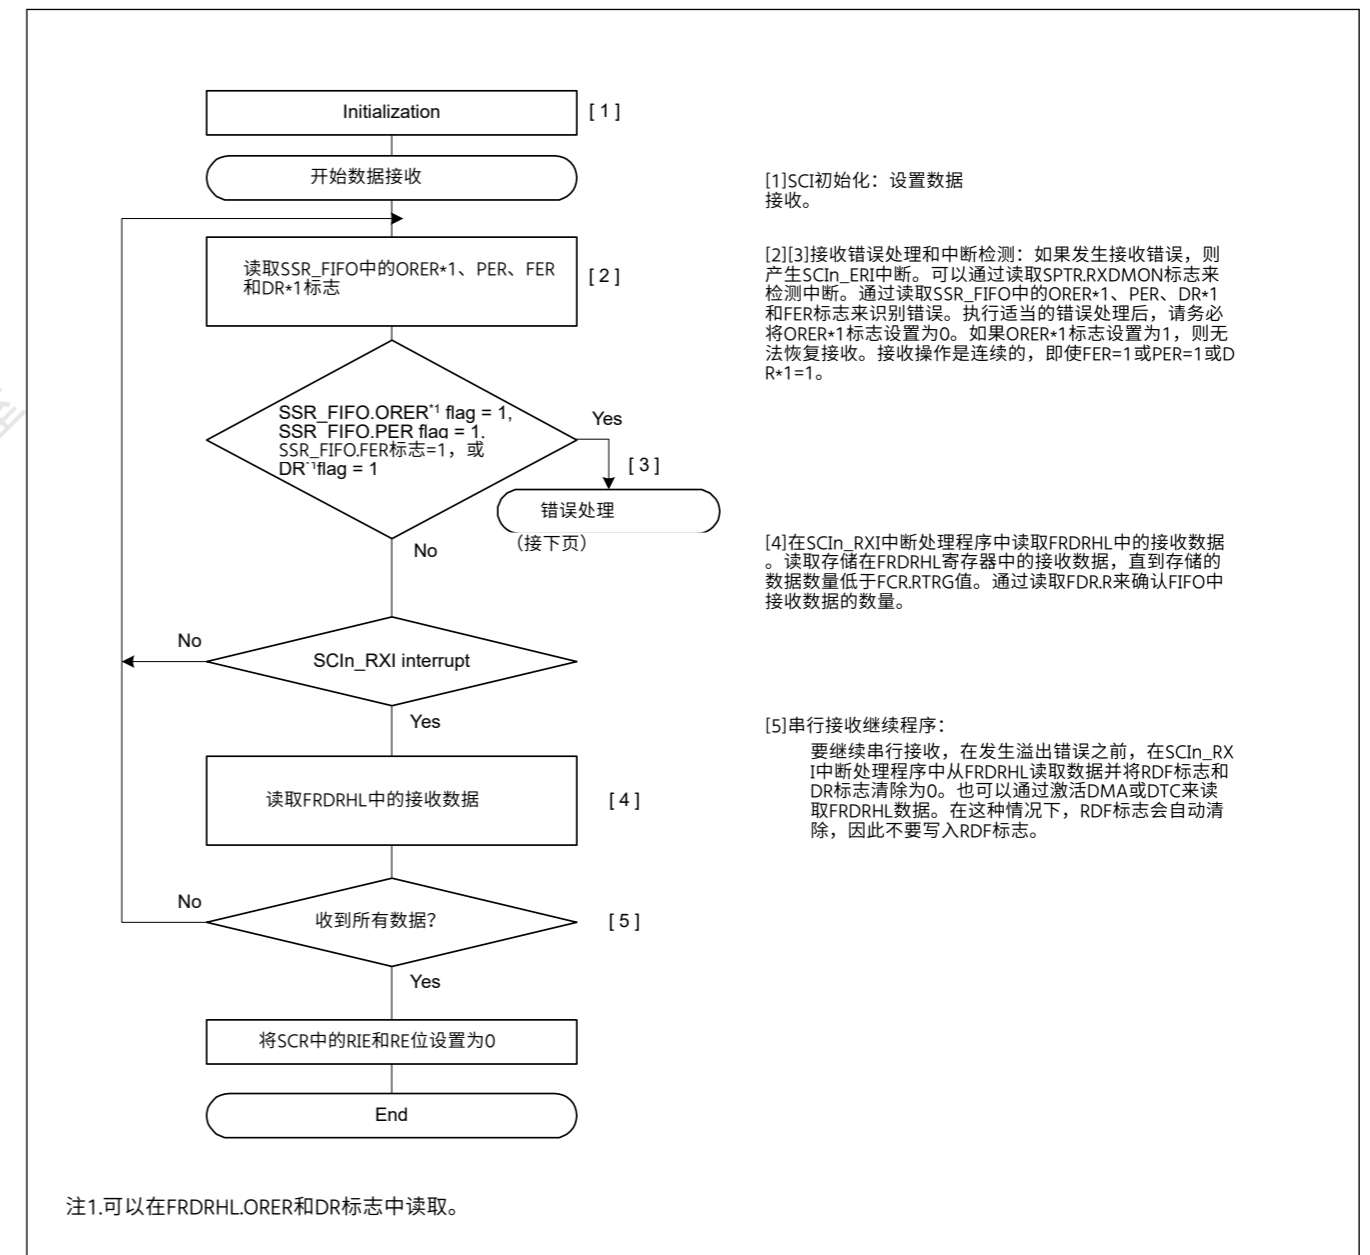 Initialization
[ 1 ]
开始数据接收
[1]SCI初始化：设置数据
接收。
读取SSR_FIFO中的ORER*1、PER、FER
和DR*1标志
[ 2 ]
[2][3]接收错误处理和中断检测：如果发生接收错误，则
产生SCIn_ERI中断。可以通过读取SPTR.RXDMON标志来
检测中断。通过读取SSR_FIFO中的ORER*1、PER、DR*1
和FER标志来识别错误。执行适当的错误处理后，请务必
将ORER*1标志设置为0。如果ORER*1标志设置为1，则无
法恢复接收。接收操作是连续的，即使FER=1或PER=1或D
R*1=1。
SSR_FIFO.ORER*1 flag = 1,
SSR_FIFO.PER flag = 1.
SSR_FIFO.FER标志=1，或
DR*1flag = 1
Yes
[ 3 ]
错误处理
（接下页）
No
[4]在SCIn_RXI中断处理程序中读取FRDRHL中的接收数据
。读取存储在FRDRHL寄存器中的接收数据，直到存储的
数据数量低于FCR.RTRG值。通过读取FDR.R来确认FIFO中
接收数据的数量。
No
SCIn_RXI interrupt
Yes
[5]串行接收继续程序：
要继续串行接收，在发生溢出错误之前，在SCIn_RX
I中断处理程序中从FRDRHL读取数据并将RDF标志和
DR标志清除为0。也可以通过激活DMA或DTC来读
取FRDRHL数据。在这种情况下，RDF标志会自动清
除，因此不要写入RDF标志。
读取FRDRHL中的接收数据
[ 4 ]
No
收到所有数据？
[ 5 ]
Yes
将SCR中的RIE和RE位设置为0
End
注1.可以在FRDRHL.ORER和DR标志中读取。